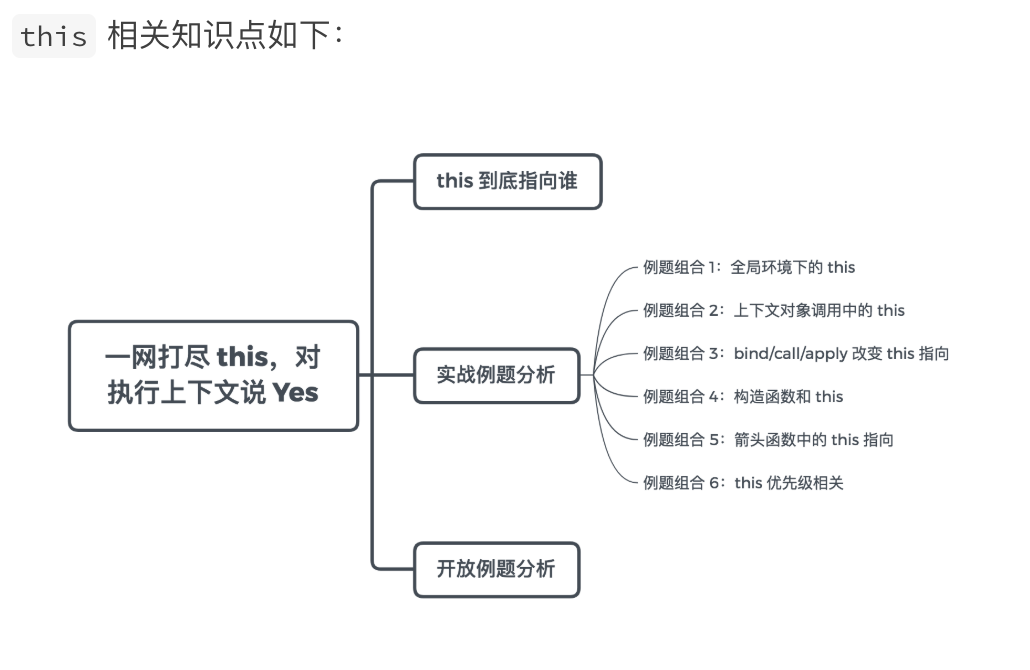 this 相关知识点如下：
this 到底指向谁
一网打尽 this，对
执行上下文说 Yes
实战例题分析
例题组合 1：全局环境下的 this
例题组合 2：上下文对象调用中的 this
例题组合 3：bind/call/apply 改变 this 指向
例题组合 4：构造函数和 this
例题组合 5：箭头函数中的 this 指向
例题组合 6：this 优先级相关
开放例题分析